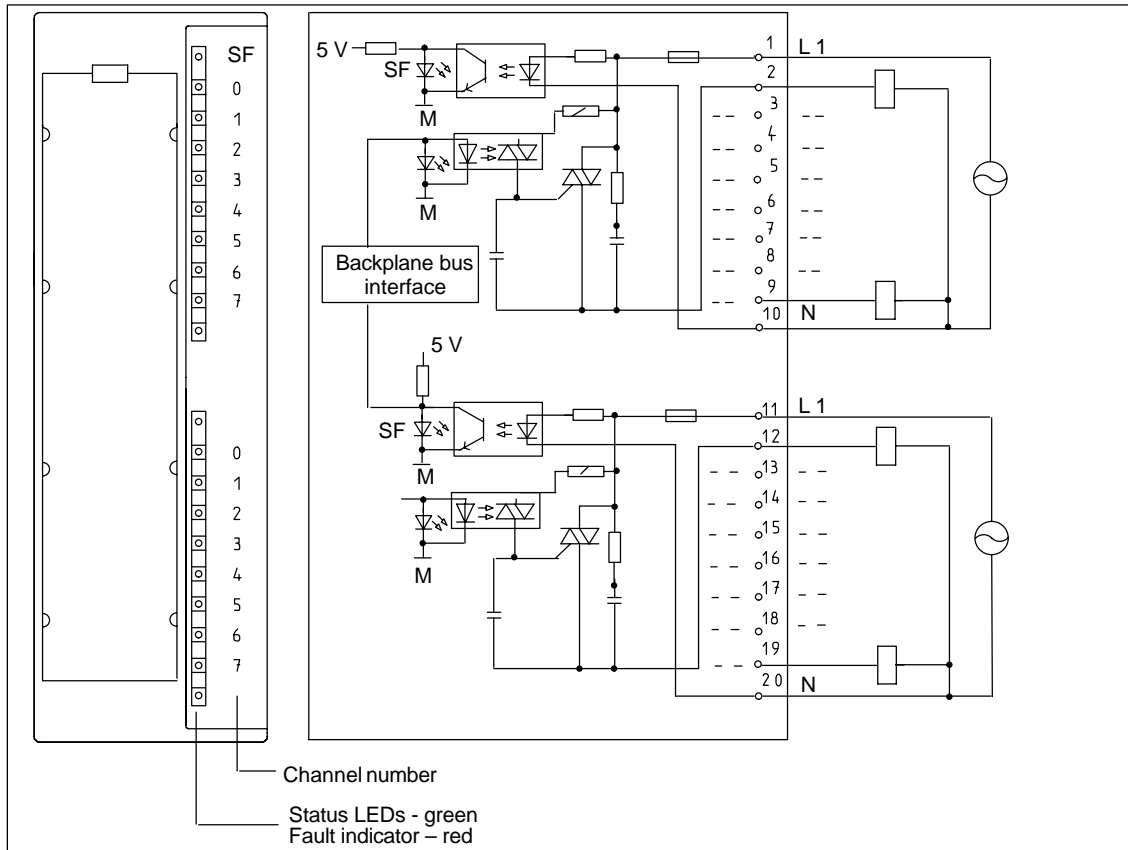 SF
0
1
2
3
4
5
6
7
0
1
2
3
4
5
6
7
Channel number
Status LEDs - green
Fault indicator – red
5 V
SF
M
M
Backplane bus
interface
5 V
SF
M
M
1 L 1
2
3
4
5
6
7
8
9
10 N
11 L 1
12
13
14
15
16
17
18
19
20 N